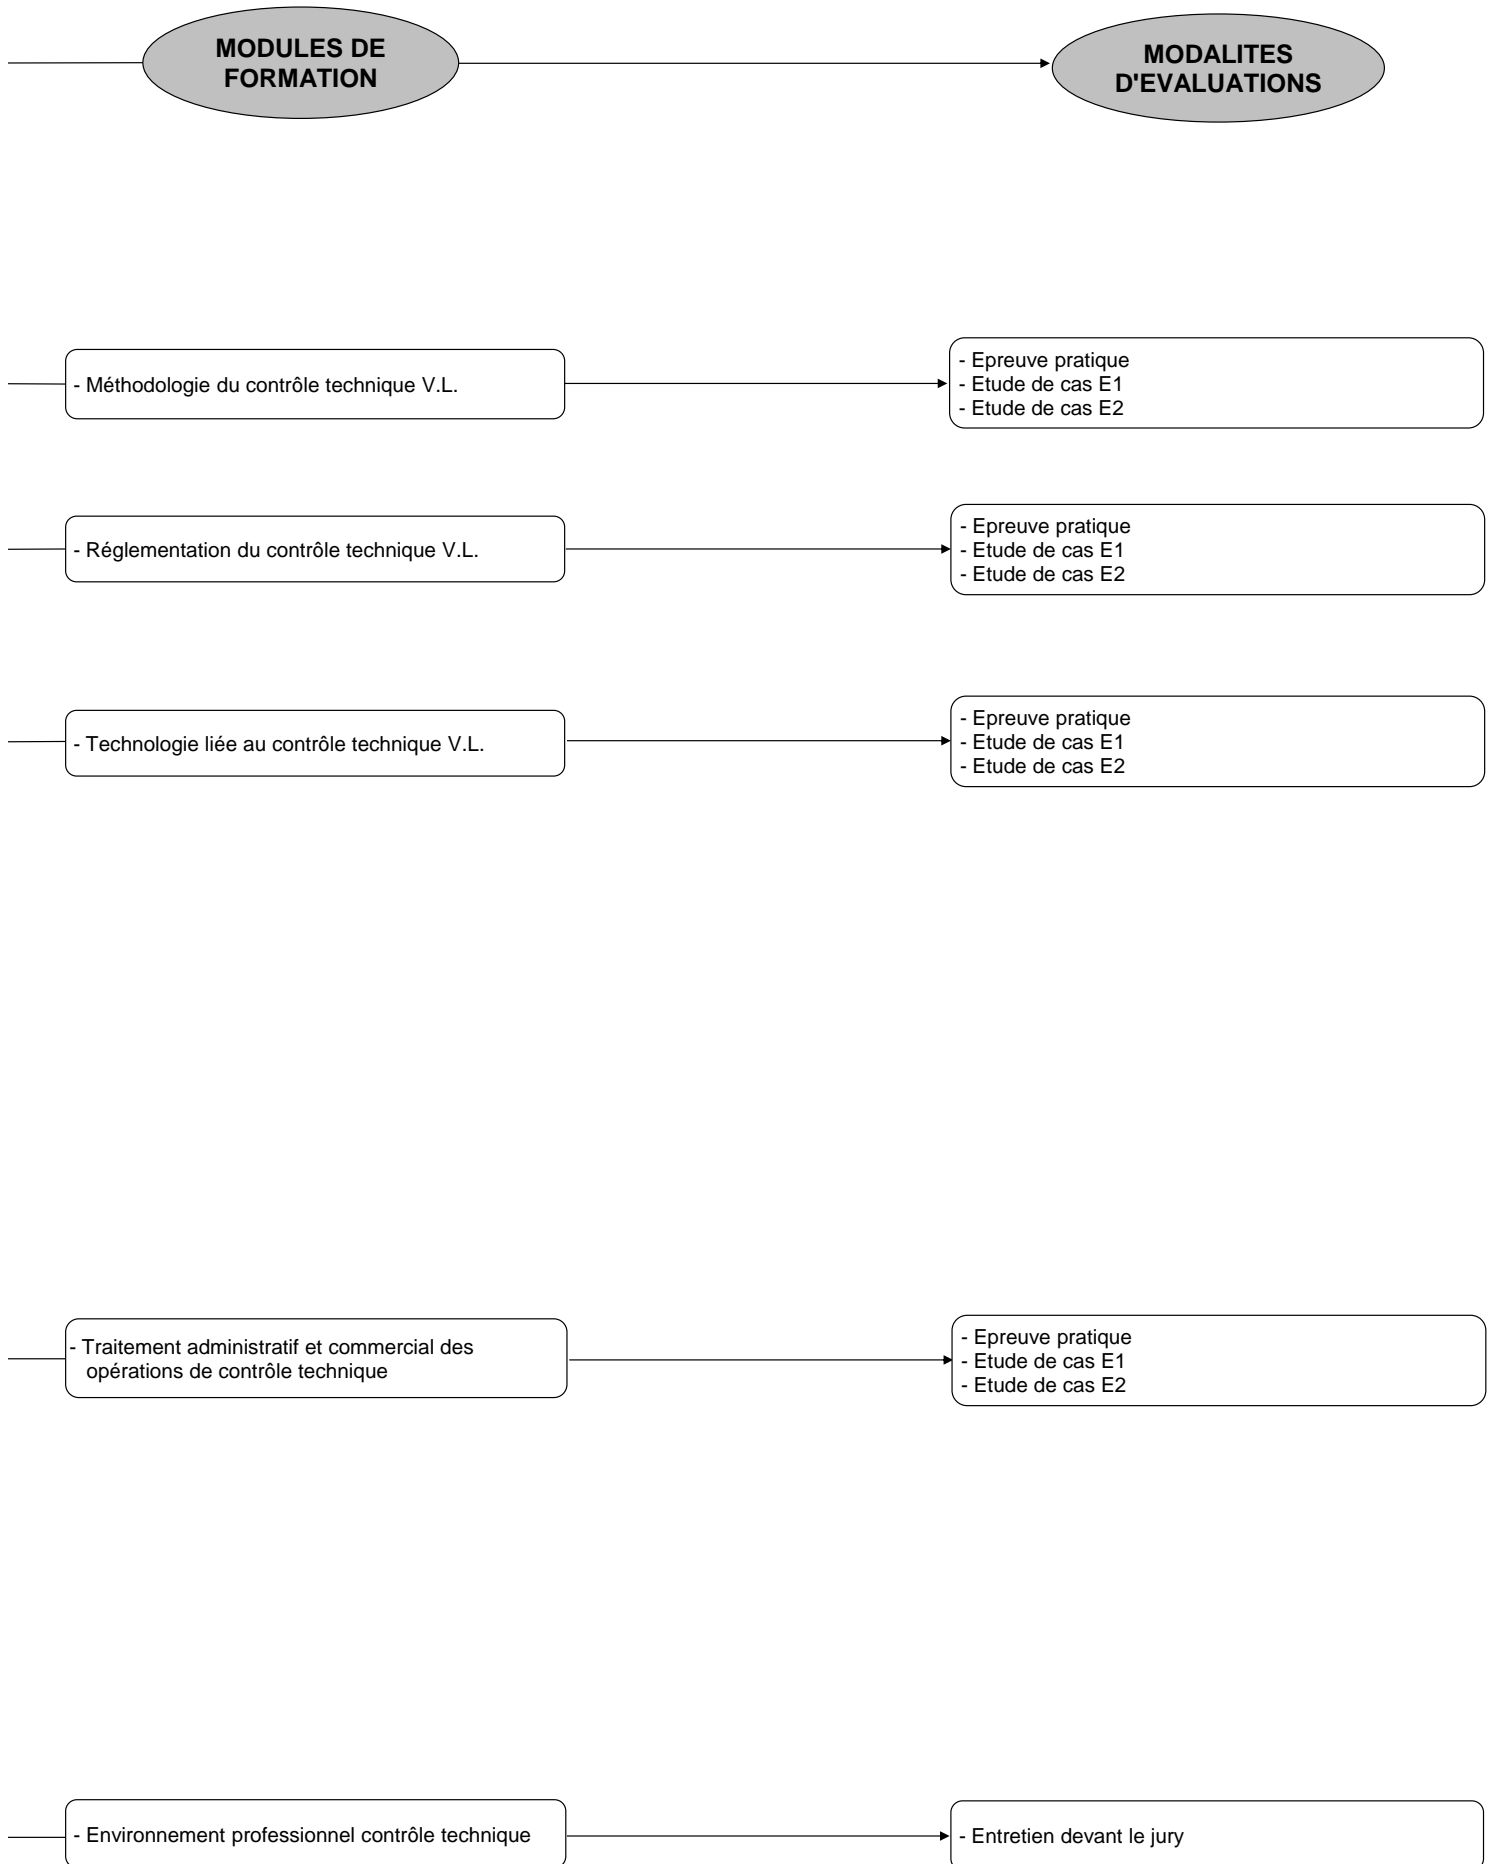 MODULES DE
FORMATION
MODALITES
D'EVALUATIONS
- Méthodologie du contrôle technique V.L.
- Epreuve pratique
- Etude de cas E1
- Etude de cas E2
- Réglementation du contrôle technique V.L.
- Epreuve pratique
- Etude de cas E1
- Etude de cas E2
- Technologie liée au contrôle technique V.L.
- Epreuve pratique
- Etude de cas E1
- Etude de cas E2
- Traitement administratif et commercial des
opérations de contrôle technique
- Epreuve pratique
- Etude de cas E1
- Etude de cas E2
- Environnement professionnel contrôle technique
- Entretien devant le jury